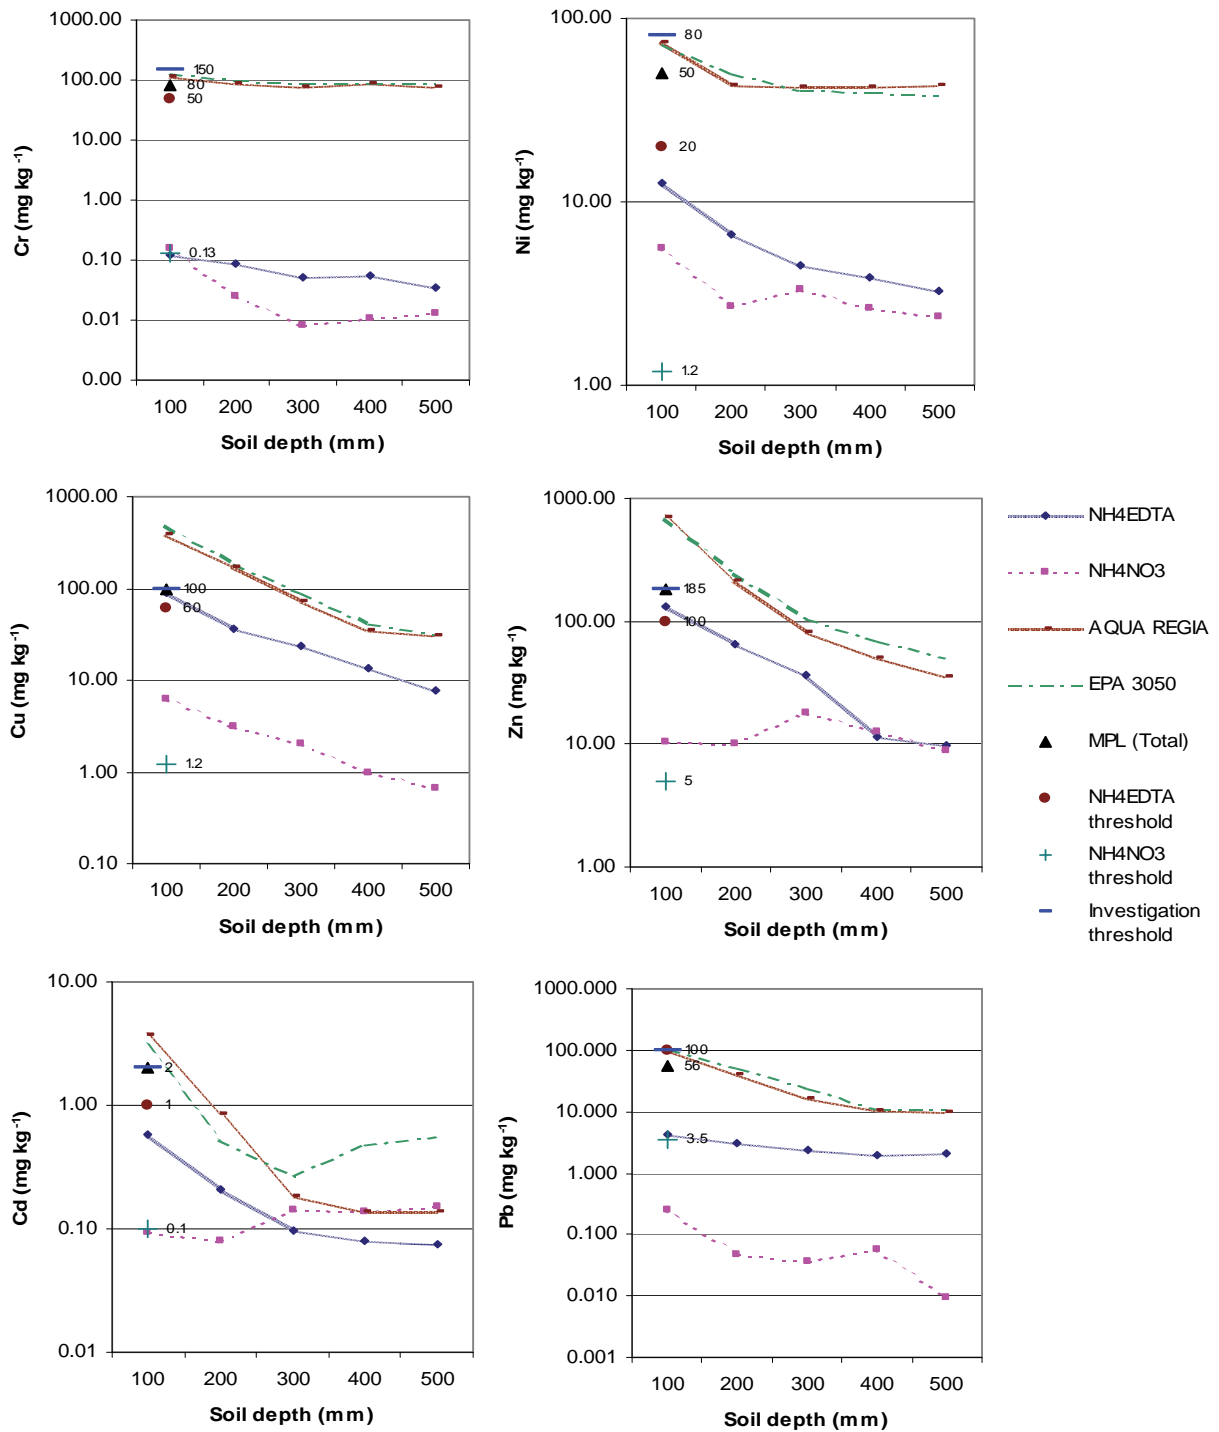 1000.00
100.00
10.00
1.00
0.10
0.01
0.00
Cr (mg kg-1)
150
80
50
0.13
100 200 300 400 500
Soil depth (mm)
100.00
10.00
1.00
Ni (mg kg-1)
80
50
20
1.2
100 200 300 400 500
Soil depth (mm)
1000.00
100.00
10.00
1.00
0.10
Cu (mg kg-1)
100
60
1.2
100 200 300 400 500
Soil depth (mm)
1000.00
100.00
10.00
1.00
Zn (mg kg-1)
185
100
5
100 200 300 400 500
Soil depth (mm)
NH4EDTA
NH4NO3
AQUA REGIA
EPA 3050
MPL (Total)
NH4EDTA
threshold
NH4NO3
threshold
Investigation
threshold
10.00
1.00
0.10
0.01
Cd (mg kg-1)
2
1
0.1
100 200 300 400 500
Soil depth (mm)
1000.000
100.000
10.000
1.000
0.100
0.010
0.001
Pb (mg kg-1)
100
56
3.5
100 200 300 400 500
Soil depth (mm)